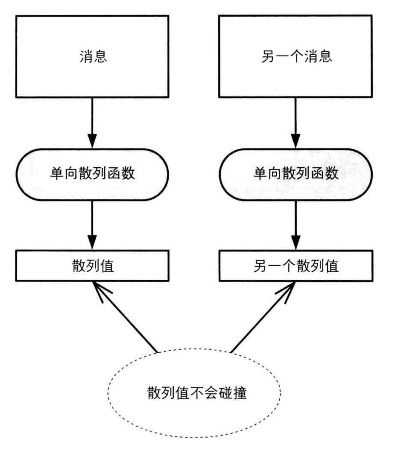 消息
另一个消息
单向散列函数
单向散列函数
散列值
另一个散列值
散列值不会碰撞